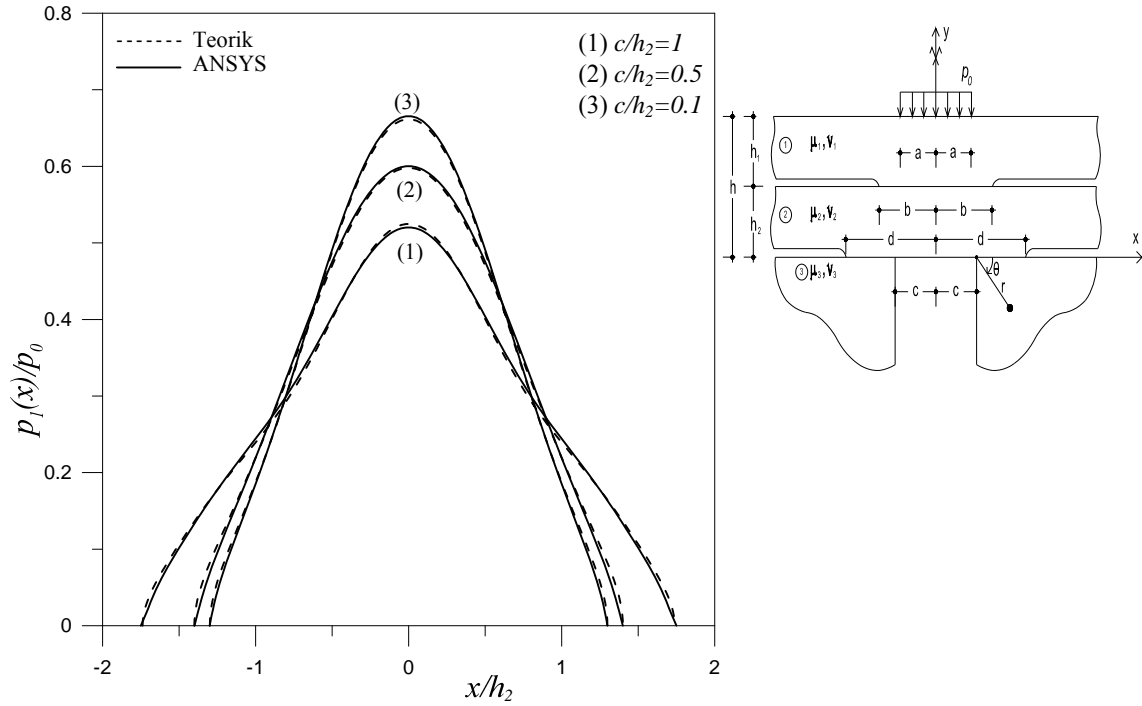 0.8
Teorik
ANSYS
(1) c/h₂=1
(2) c/h₂=0.5
(3) c/h₂=0.1
(3)
0.6
(2)
(1)
0.4
0.2
0
p₁(x)/p₀
-2 -1 0 1 2
x/h₂
y
p₀
① μ₁,ν₁
a a
h₁
h
② μ₂,ν₂
b b
h₂
d d
x
③ μ₃,ν₃
θ
c c
r